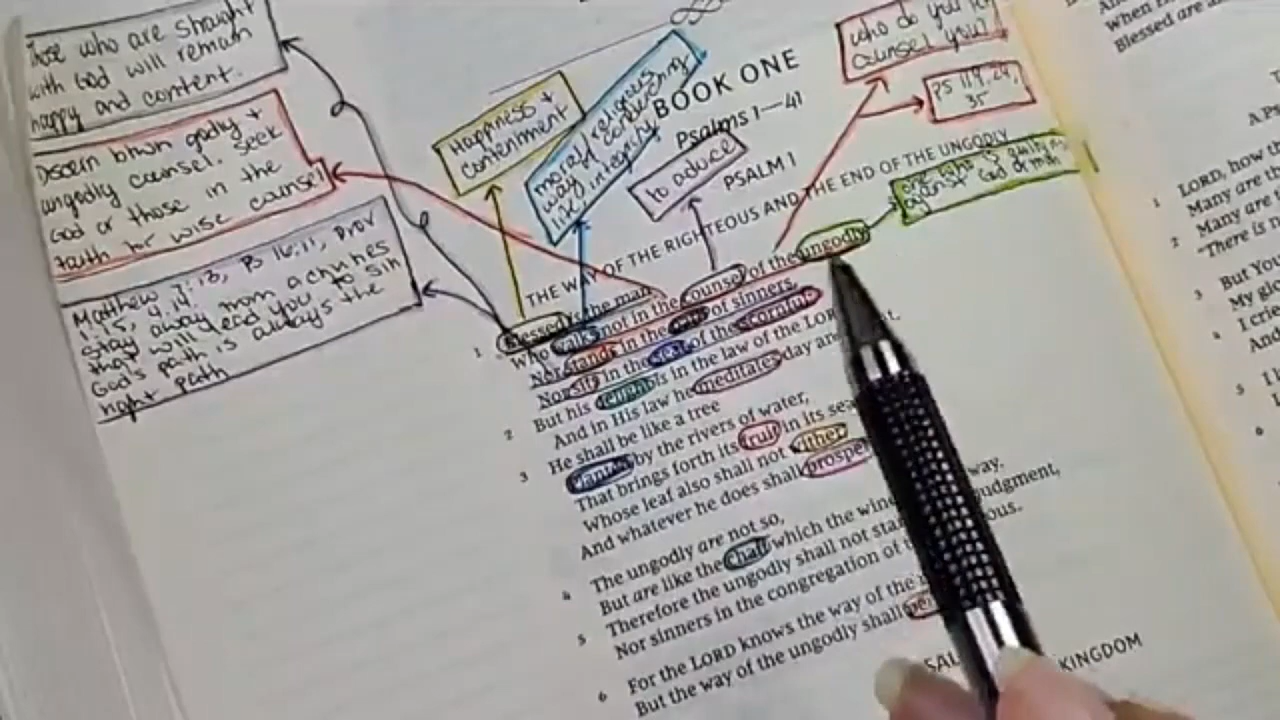 Those who are straight
with God will remain
happy and content.
Discern btwn godly +
ungodly counsel. Seek
God or those in the
faith for wise counsel
Matthew 7:13, Ps 16:11, Prov
1:15, 4:14.
Stay away from
that will lead you to sin
God's path is always the
right path
Happiness +
Contentment
moral religious
way of conduct
like integrity
to advice
who do you let
counsel you?
PS 119:24,
35
one who is guilty
against God or man
BOOK ONE
Psalms 1—41
PSALM 1
THE WAY OF THE RIGHTEOUS AND THE END OF THE UNGODLY
1 Blessed is the man
Who walks not in the counsel of the ungodly
Nor stands in the path of sinners,
Nor sits in the seat of the scornful
2 But his delight is in the law of the LORD
And in His law he meditates day and
3 He shall be like a tree
Planted by the rivers of water,
That brings forth its fruit in its
Whose leaf also shall not wither
And whatever he does shall prosper
4 The ungodly are not so,
But are like the chaff which the wind
way.
5 Therefore the ungodly shall not stand
judgment,
Nor sinners in the congregation of
6 For the LORD knows the way of the
But the way of the ungodly shall
KINGDOM
Blessed are
1 LORD, how
Many are
2 Many are
"There is
3 But You
My
4 I
And
5 I
6